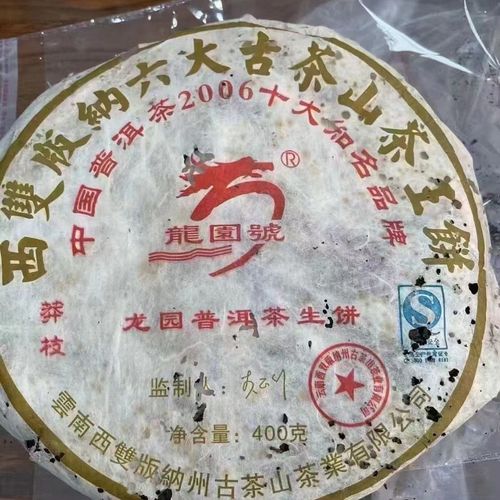 西雙版納六大古茶山茶王餅
中国普洱茶2006十大知名品牌
®
龍園號
莽枝
龙园普洱茶生饼
监制人:
净含量: 400克
雲南西雙版納州古茶山茶業有限公司